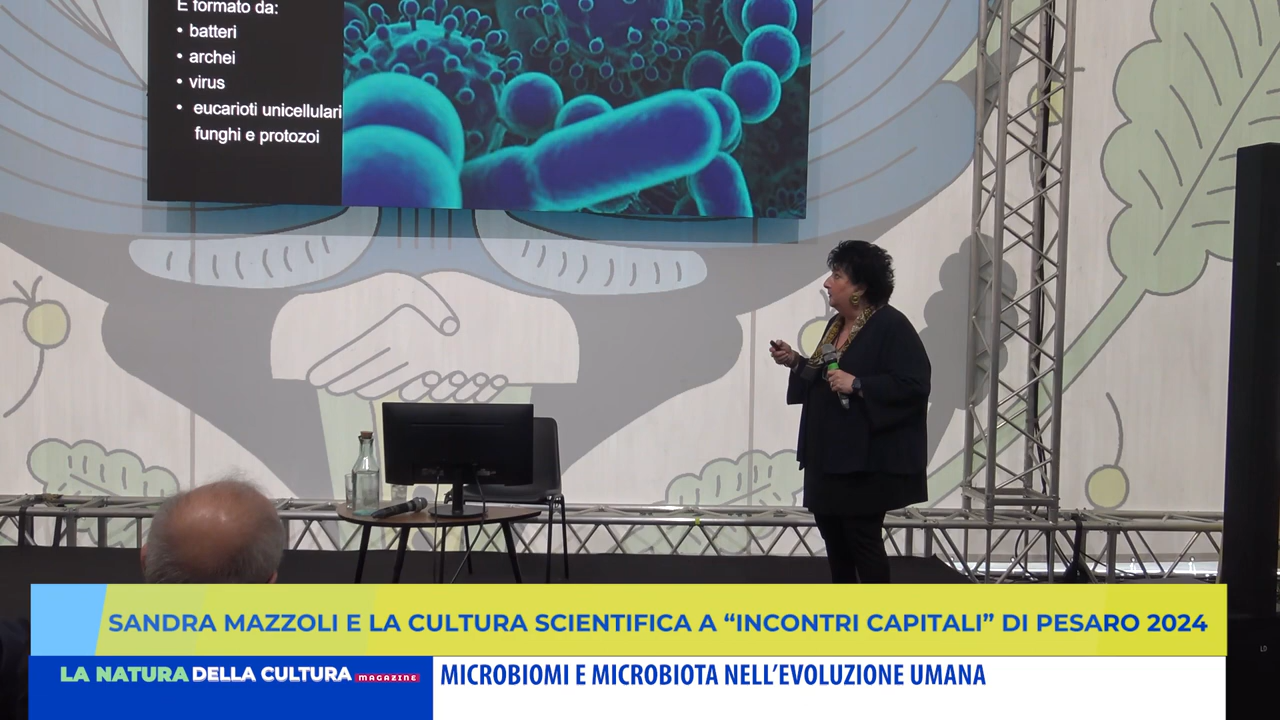 È formato da:
• batteri
• archei
• virus
• eucarioti unicellulari
funghi e protozoi
SANDRA MAZZOLI E LA CULTURA SCIENTIFICA A “INCONTRI CAPITALI” DI PESARO 2024
LA NATURA DELLA CULTURA MAGAZINE
MICROBIOMI E MICROBIOTA NELL’EVOLUZIONE UMANA